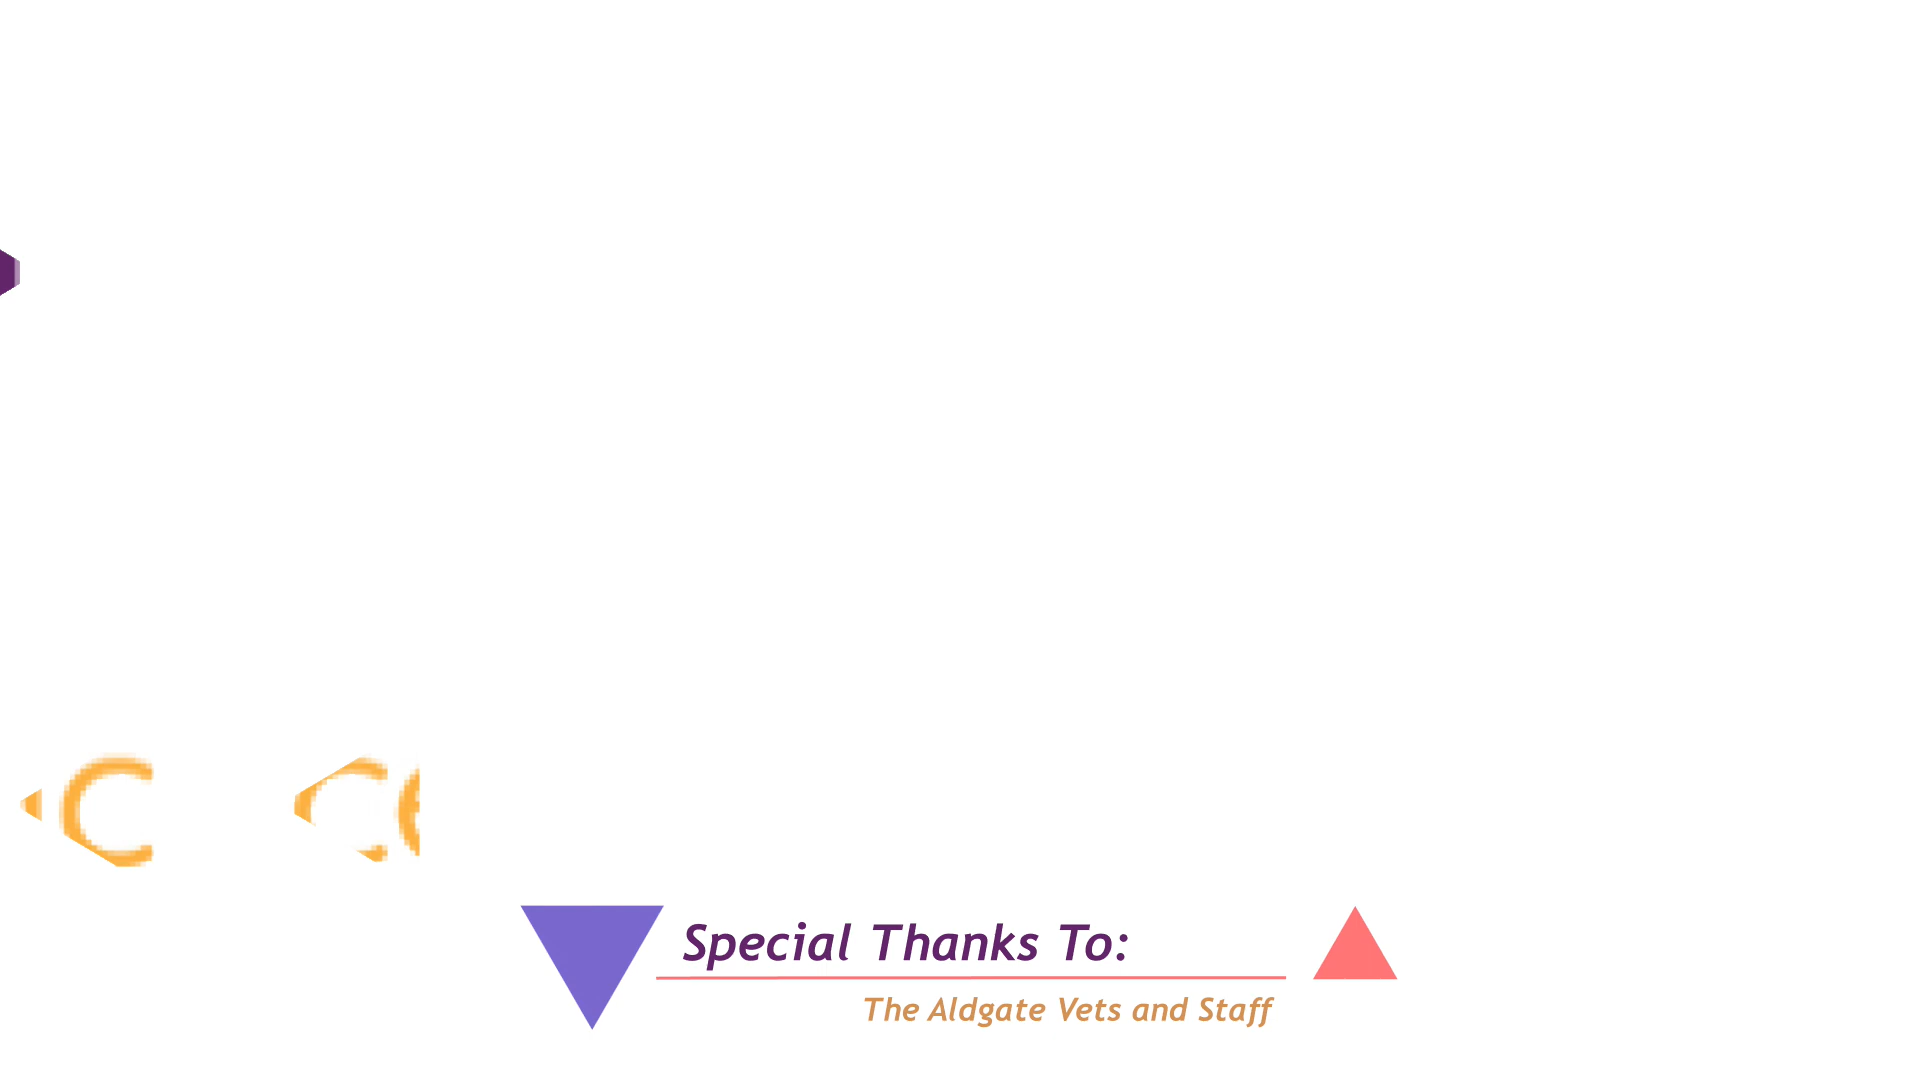 Special Thanks To:
The Aldgate Vets and Staff